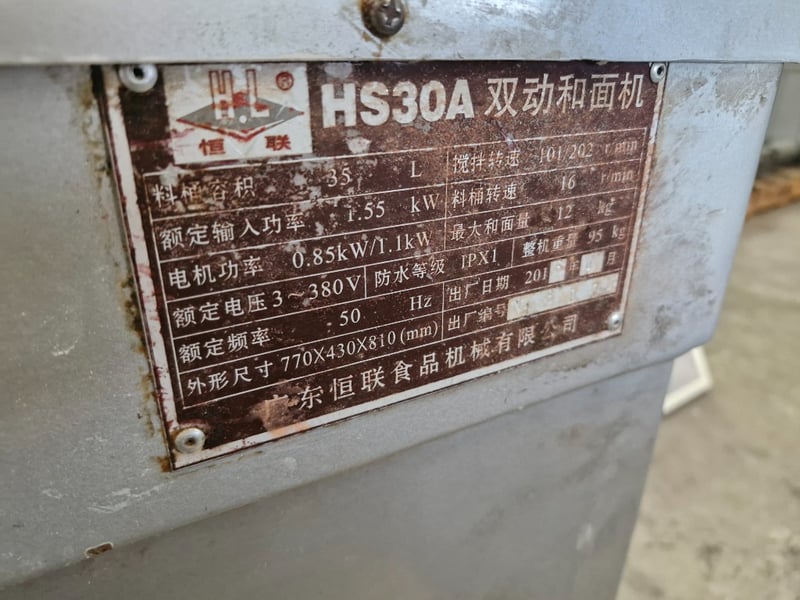 H.L® HS30A 双动和面机
恒联
料桶容积 35 L 搅拌转速 101/202 r/min
额定输入功率 1.55 kW 料桶转速 16 r/min
电机功率 0.85kW/1.1kW 最大和面量 12 kg
额定电压 3~380V 防水等级 IPX1 整机重量 95 kg
额定频率 50 Hz 出厂日期 201 年 月
外形尺寸 770X430X810 (mm) 出厂编号
东恒联食品机械有限公司